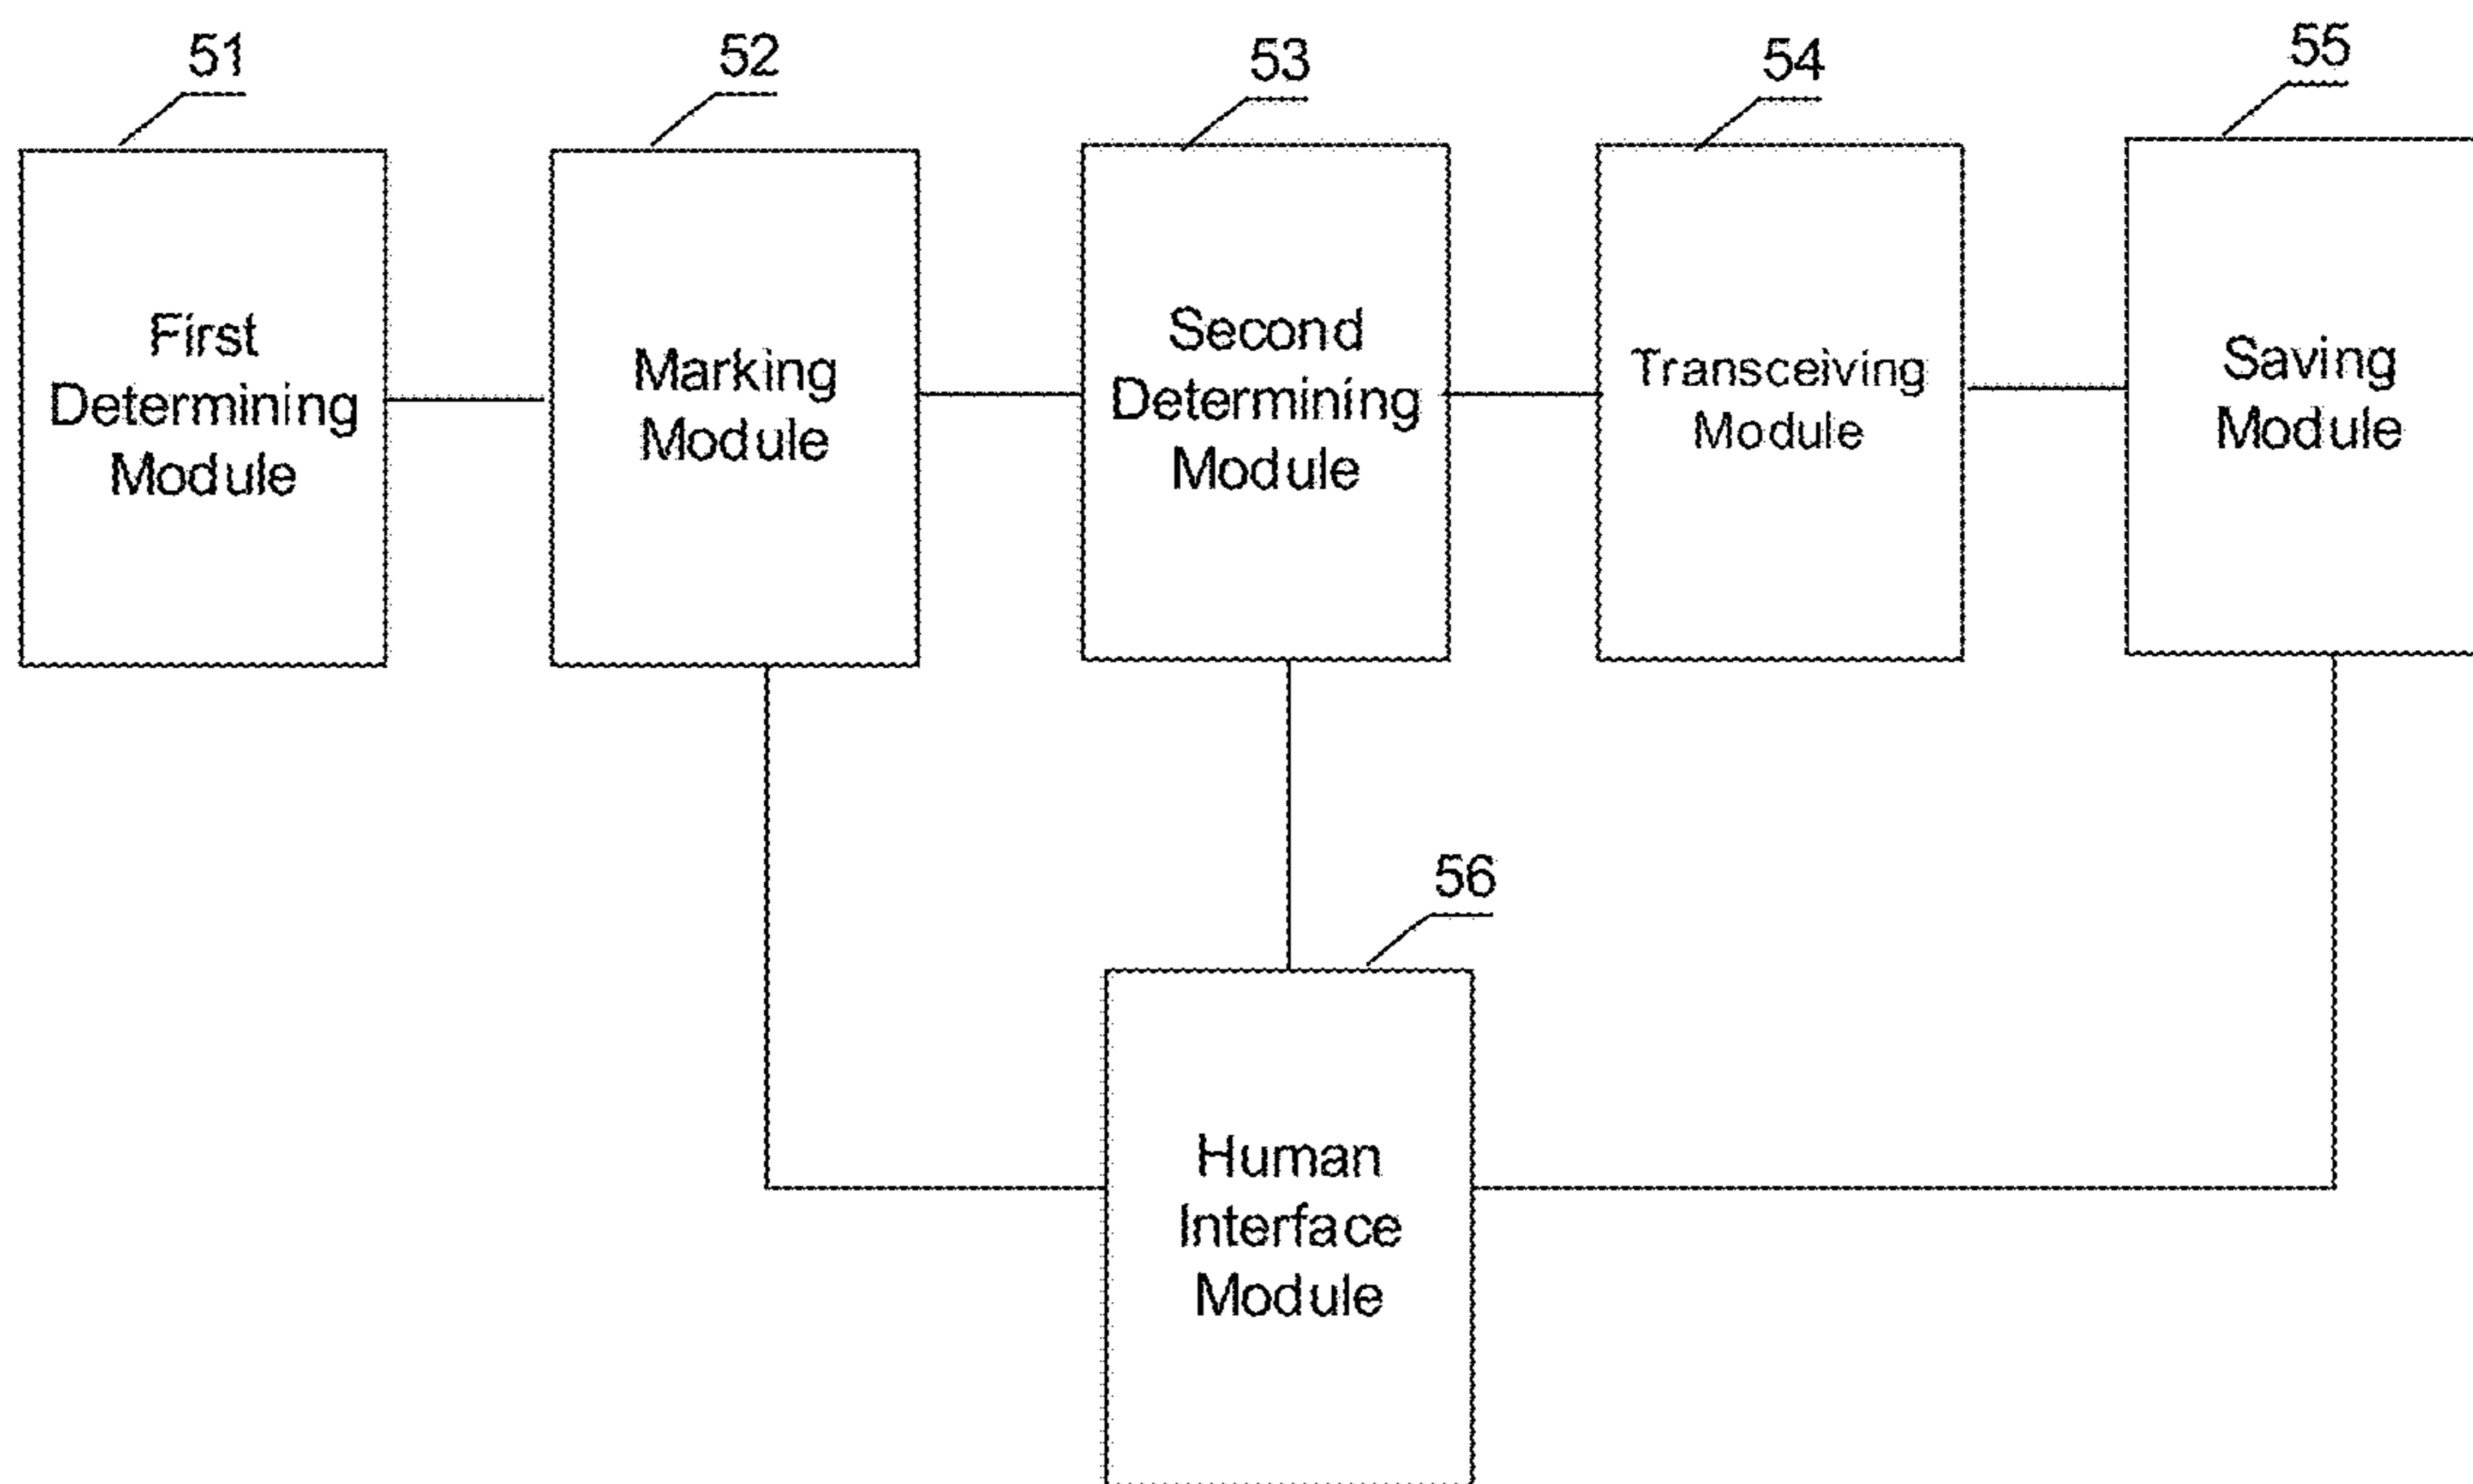 51
52
53
54
55
First
Determining
Module
Marking
Module
Second
Determining
Module
Transceiving
Module
Saving
Module
56
Human
Interface
Module